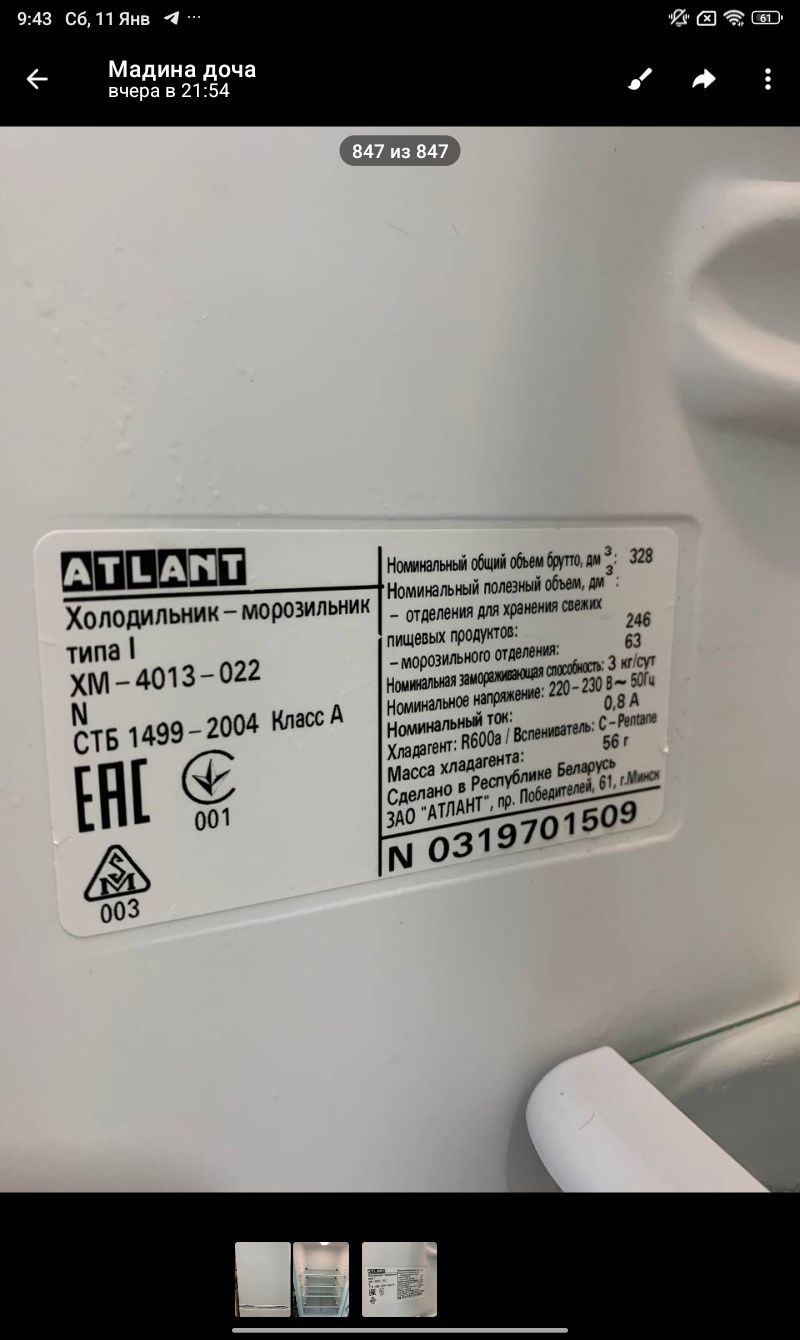 9:43 Сб, 11 Янв ...
61
Мадина доча
вчера в 21:54
847 из 847
ATLANT
Холодильник – морозильник
типа I
ХМ – 4013 – 022
N
СТБ 1499 – 2004 Класс А
EAC
001
003
Номинальный общий объем брутто, дм³: 328
Номинальный полезный объем, дм³:
– отделения для хранения свежих
пищевых продуктов: 246
– морозильного отделения: 63
Номинальная замораживающая способность: 3 кг/сут
Номинальное напряжение: 220 – 230 В ~ 50Гц
Номинальный ток: 0,8 А
Хладагент: R600a / Вспениватель: C – Pentane
Масса хладагента: 56 г
Сделано в Республике Беларусь
ЗАО "АТЛАНТ", пр. Победителей, 61, г.Минск
N 0319701509